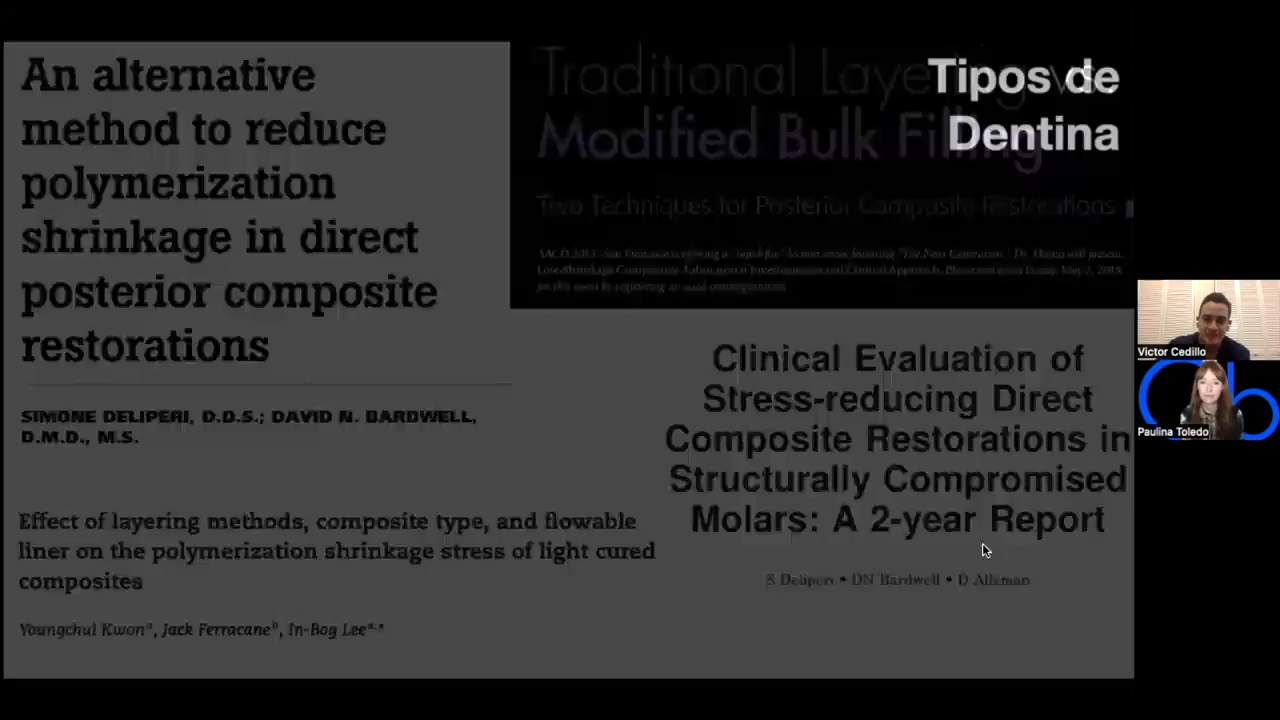 An alternative
method to reduce
polymerization
shrinkage in direct
posterior composite
restorations
SIMONE DELIPERI, D.D.S.; DAVID N. BARDWELL,
D.M.D., M.S.
Effect of layering methods, composite type, and flowable
liner on the polymerization shrinkage stress of light cured
composites
Youngchul Kwon, Jack Ferracane, In-Bog Lee
Traditional Layering vs.
Modified Bulk Filling
Two Techniques for Posterior Composite Restorations
Tipos de
Dentina
Clinical Evaluation of
Stress-reducing Direct
Composite Restorations in
Structurally Compromised
Molars: A 2-year Report
S Deliperi • DN Bardwell • D Alleman
Victor Cedillo
Paulina Toledo